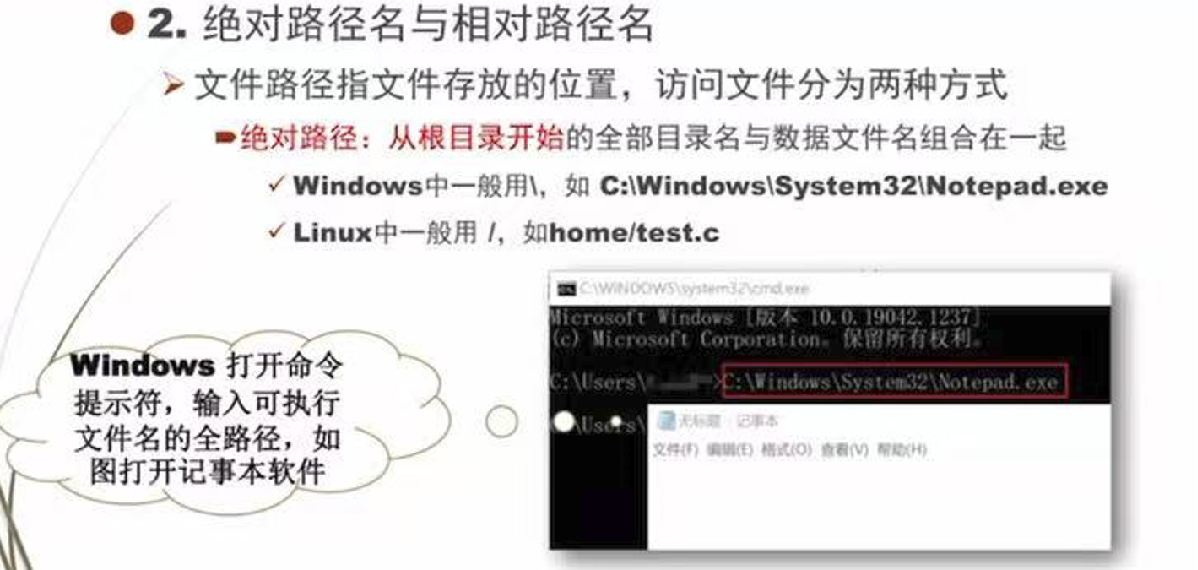 2. 绝对路径名与相对路径名
文件路径指文件存放的位置，访问文件分为两种方式
绝对路径：从根目录开始的全部目录名与数据文件名组合在一起
Windows中一般用\，如 C:\Windows\System32\Notepad.exe
Linux中一般用 /，如home/test.c
Windows 打开命令
提示符，输入可执行
文件名的全路径，如
图打开记事本软件
C:\WINDOWS\system32\cmd.exe
Microsoft Windows [版本 10.0.19042.1237]
(c) Microsoft Corporation。保留所有权利。
C:\Users\ >C:\Windows\System32\Notepad.exe
\Users\
无标题 - 记事本
文件(F) 编辑(E) 格式(O) 查看(V) 帮助(H)